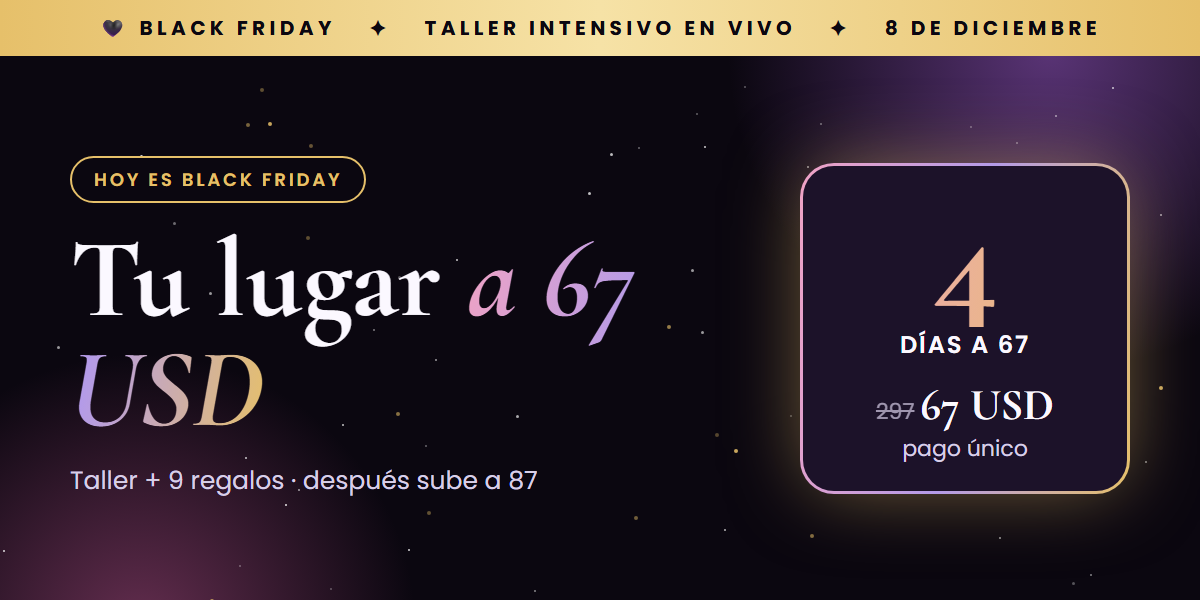 🖤 BLACK FRIDAY ✦ TALLER INTENSIVO EN VIVO ✦ 8 DE DICIEMBRE
HOY ES BLACK FRIDAY
Tu lugar a 67
USD
Taller + 9 regalos · después sube a 87
4
DÍAS A 67
297 67 USD
pago único